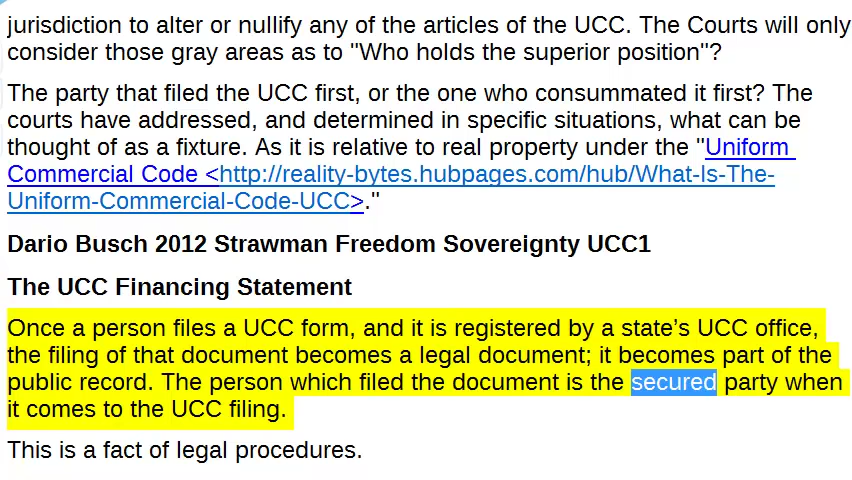 jurisdiction to alter or nullify any of the articles of the UCC. The Courts will only
consider those gray areas as to "Who holds the superior position"?
The party that filed the UCC first, or the one who consummated it first? The
courts have addressed, and determined in specific situations, what can be
thought of as a fixture. As it is relative to real property under the "Uniform
Commercial Code <http://reality-bytes.hubpages.com/hub/What-Is-The-
Uniform-Commercial-Code-UCC>."
Dario Busch 2012 Strawman Freedom Sovereignty UCC1
The UCC Financing Statement
Once a person files a UCC form, and it is registered by a state’s UCC office,
the filing of that document becomes a legal document; it becomes part of the
public record. The person which filed the document is the secured party when
it comes to the UCC filing.
This is a fact of legal procedures.